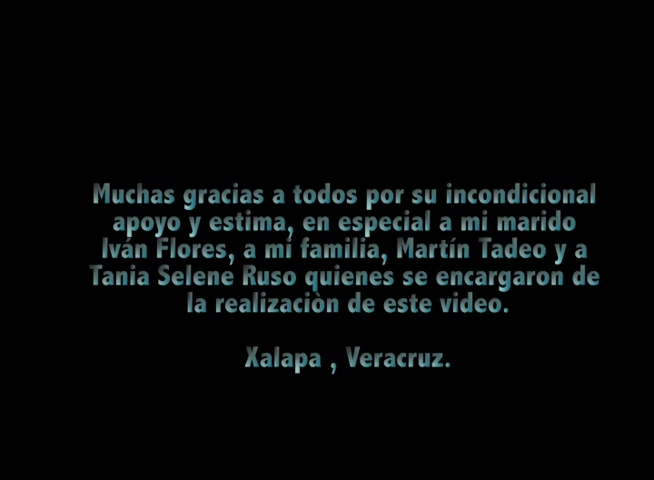 Muchas gracias a todos por su incondicional
apoyo y estima, en especial a mi marido
Iván Flores, a mi familia, Martín Tadeo y a
Tania Selene Ruso quienes se encargaron de
la realizaciòn de este video.
Xalapa , Veracruz.